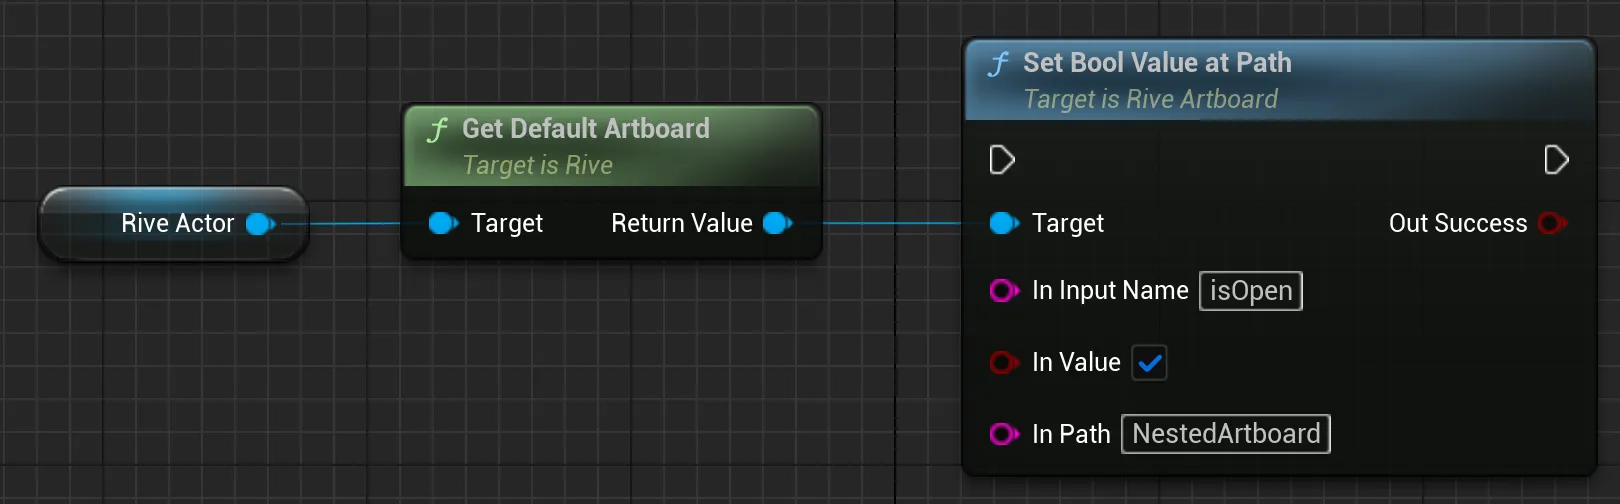 Set Bool Value at Path
Target is Rive Artboard
Get Default Artboard
Target is Rive
Rive Actor
Target Return Value
Target Out Success
In Input Name isOpen
In Value
In Path NestedArtboard